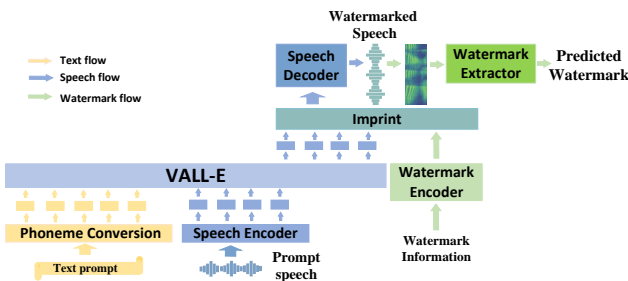 Watermarked
Speech
Text flow
Speech flow
Watermark flow
Speech
Decoder
Watermark
Extractor
Predicted
Watermark
Imprint
VALL-E
Watermark
Encoder
Phoneme Conversion
Speech Encoder
Text prompt
Prompt
speech
Watermark
Information